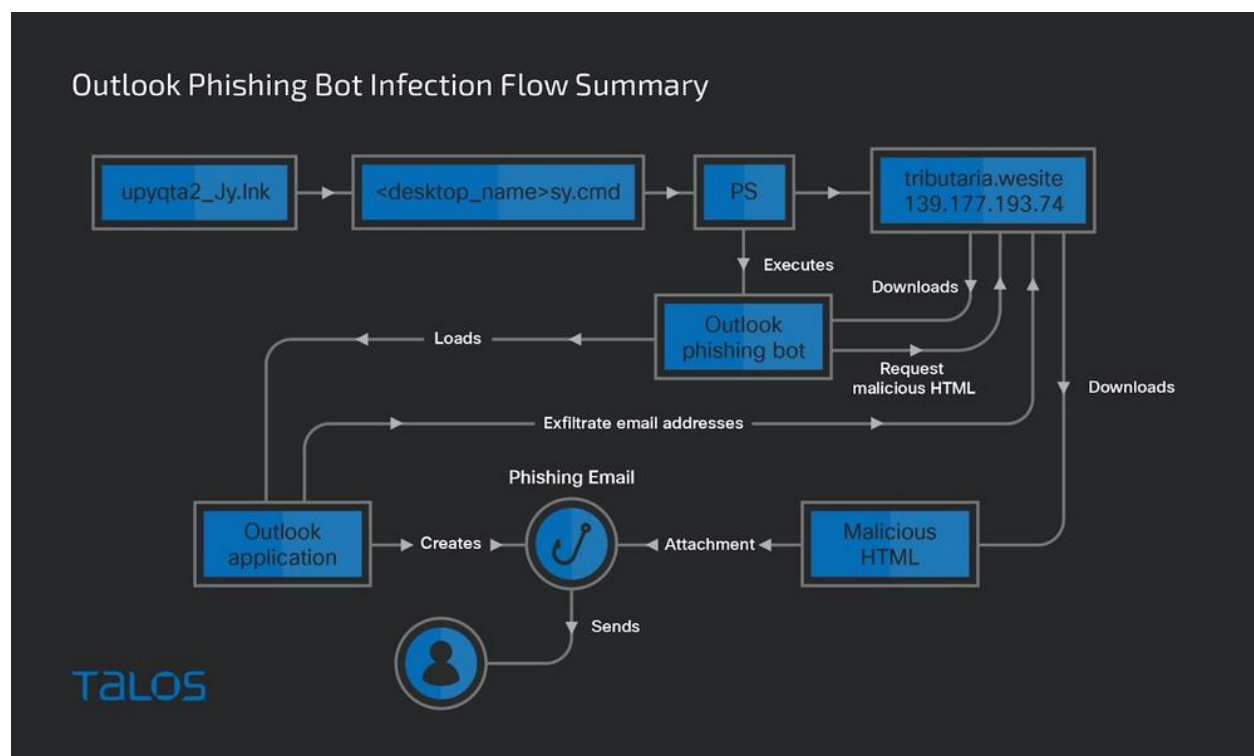 Outlook Phishing Bot Infection Flow Summary
upyqta2_Jy.lnk
<desktop_name>sy.cmd
PS
tributaria.wesite
139.177.193.74
Executes
Downloads
Outlook
phishing bot
Loads
Request
malicious HTML
Downloads
Exfiltrate email addresses
Phishing Email
Outlook
application
Creates
Attachment
Malicious
HTML
Sends
TALOS